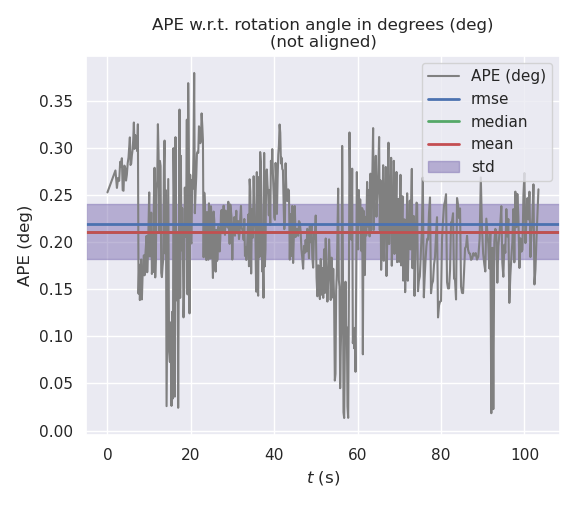 APE w.r.t. rotation angle in degrees (deg)
(not aligned)
APE (deg)
rmse
median
mean
std
0.35
0.30
0.25
0.20
0.15
0.10
0.05
0.00
APE (deg)
0 20 40 60 80 100
t (s)